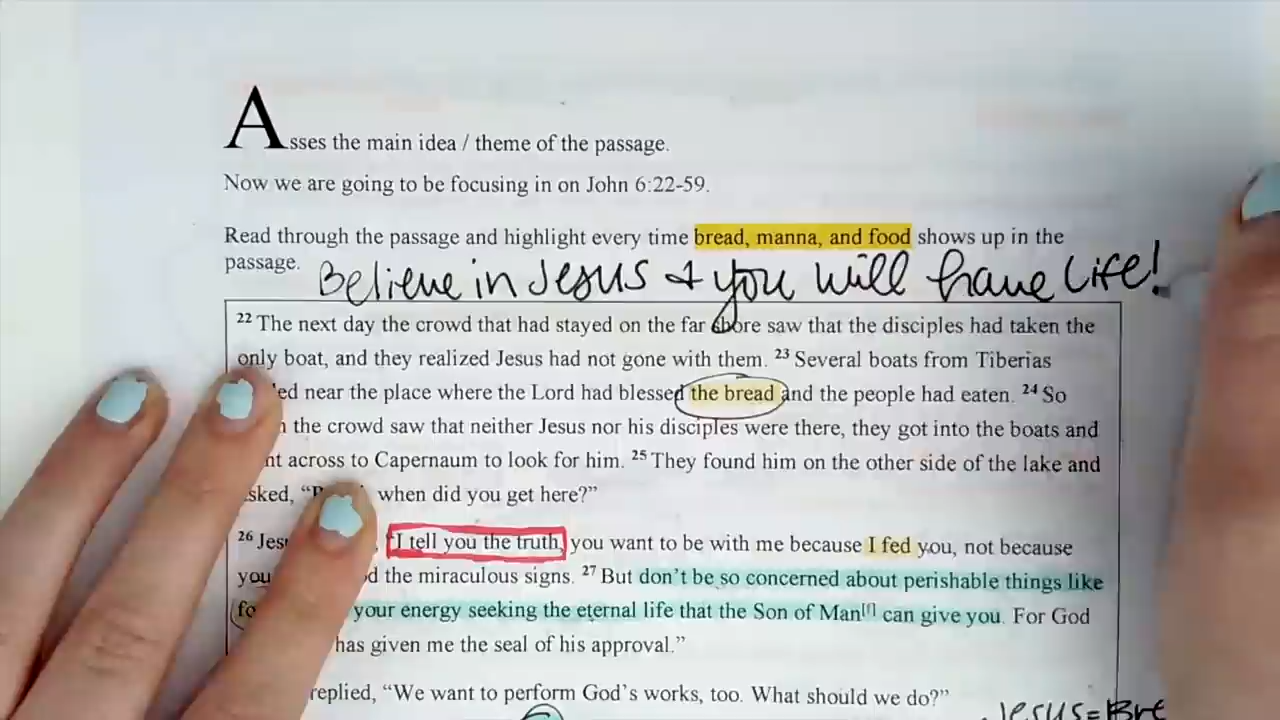 Asses the main idea / theme of the passage.
Now we are going to be focusing in on John 6:22-59.
Read through the passage and highlight every time bread, manna, and food shows up in the
passage.
Believe in Jesus & you will have Life!
22 The next day the crowd that had stayed on the far shore saw that the disciples had taken the
only boat, and they realized Jesus had not gone with them. 23 Several boats from Tiberias
near the place where the Lord had blessed the bread and the people had eaten. 24 So
the crowd saw that neither Jesus nor his disciples were there, they got into the boats and
across to Capernaum to look for him. 25 They found him on the other side of the lake and
when did you get here?”
26 “I tell you the truth, you want to be with me because I fed you, not because
you the miraculous signs. 27 But don’t be so concerned about perishable things like
your energy seeking the eternal life that the Son of Man[f] can give you. For God
has given me the seal of his approval.”
replied, “We want to perform God’s works, too. What should we do?”
Jesus=